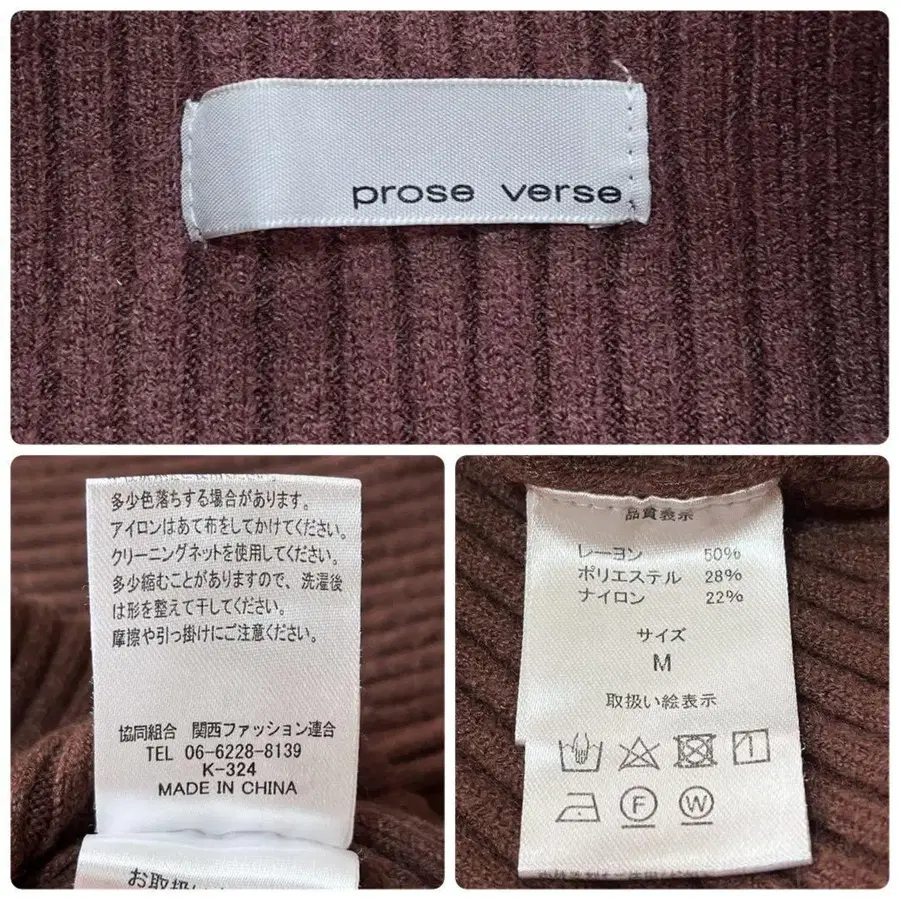 prose verse
多少色落ちする場合があります。
アイロンはあて布をしてかけてください。
クリーニングネットを使用してください。
多少縮むことがありますので、洗濯後
は形を整えて干してください。
摩擦や引っ掛けにご注意ください。
協同組合 関西ファッション連合
TEL 06-6228-8139
K-324
MADE IN CHINA
お取扱い
品質表示
レーヨン 50%
ポリエステル 28%
ナイロン 22%
サイズ
M
取扱い絵表示
F W